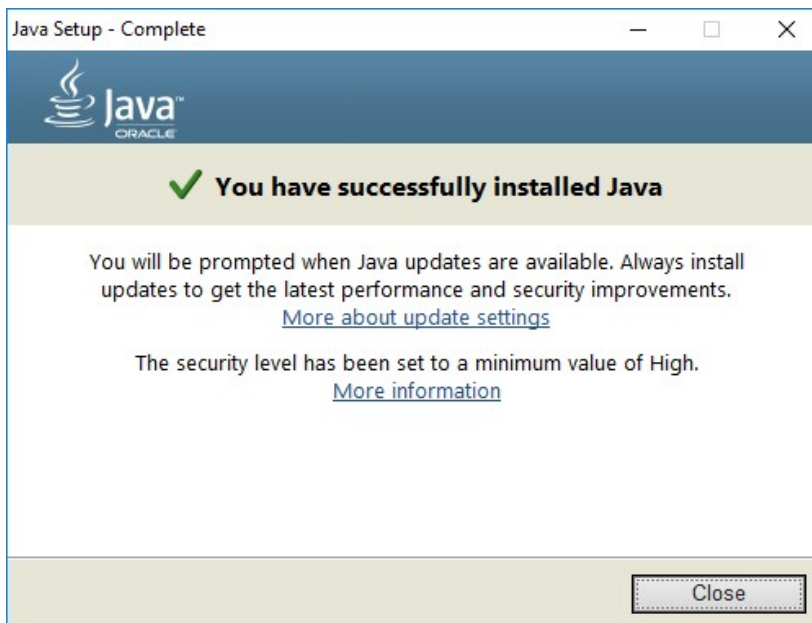 Java Setup - Complete
Java™
ORACLE
You have successfully installed Java
You will be prompted when Java updates are available. Always install
updates to get the latest performance and security improvements.
More about update settings
The security level has been set to a minimum value of High.
More information
Close